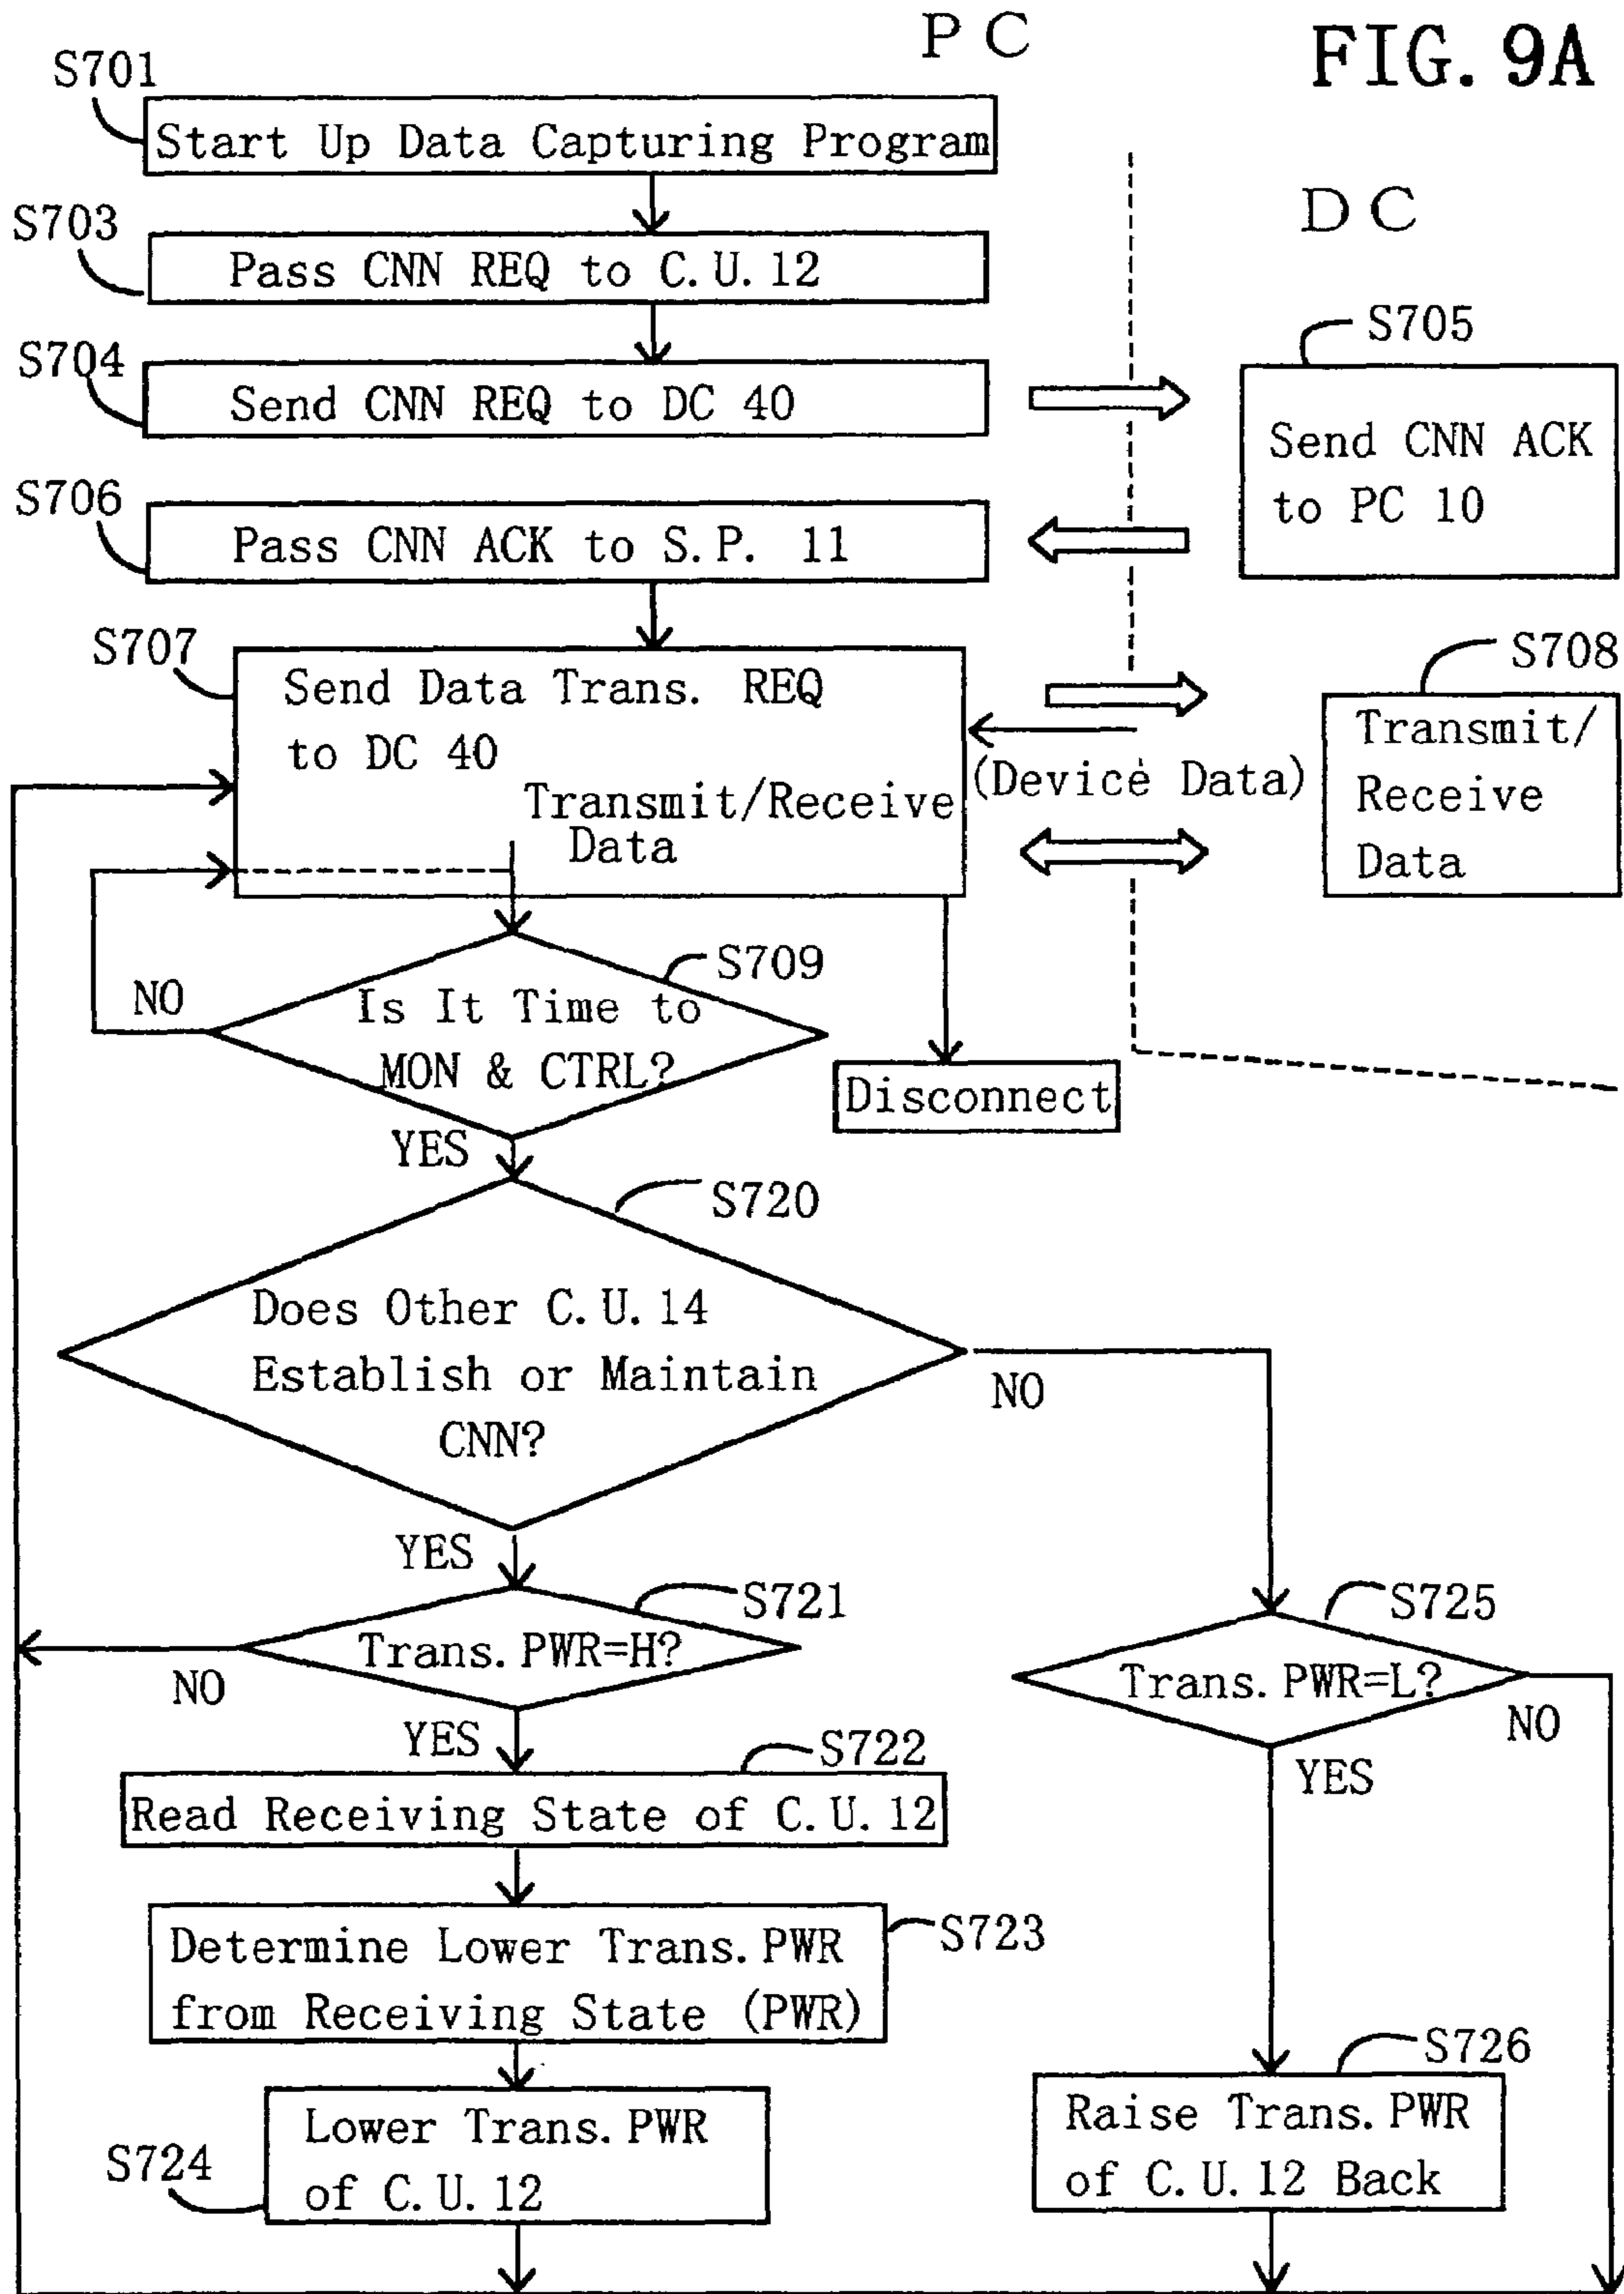 P C
FIG. 9A
S701
Start Up Data Capturing Program
D C
S703
Pass CNN REQ to C.U.12
S704
Send CNN REQ to DC 40
S705
Send CNN ACK
to PC 10
S706
Pass CNN ACK to S.P. 11
S707
Send Data Trans. REQ
to DC 40
Transmit/Receive
Data
(Device Data)
S708
Transmit/
Receive
Data
S709
Is It Time to
MON & CTRL?
NO
YES
Disconnect
S720
Does Other C.U.14
Establish or Maintain
CNN?
NO
YES
S721
Trans.PWR=H?
NO
YES
S725
Trans.PWR=L?
NO
YES
S722
Read Receiving State of C.U.12
S723
Determine Lower Trans.PWR
from Receiving State (PWR)
S724
Lower Trans.PWR
of C.U.12
S726
Raise Trans.PWR
of C.U.12 Back